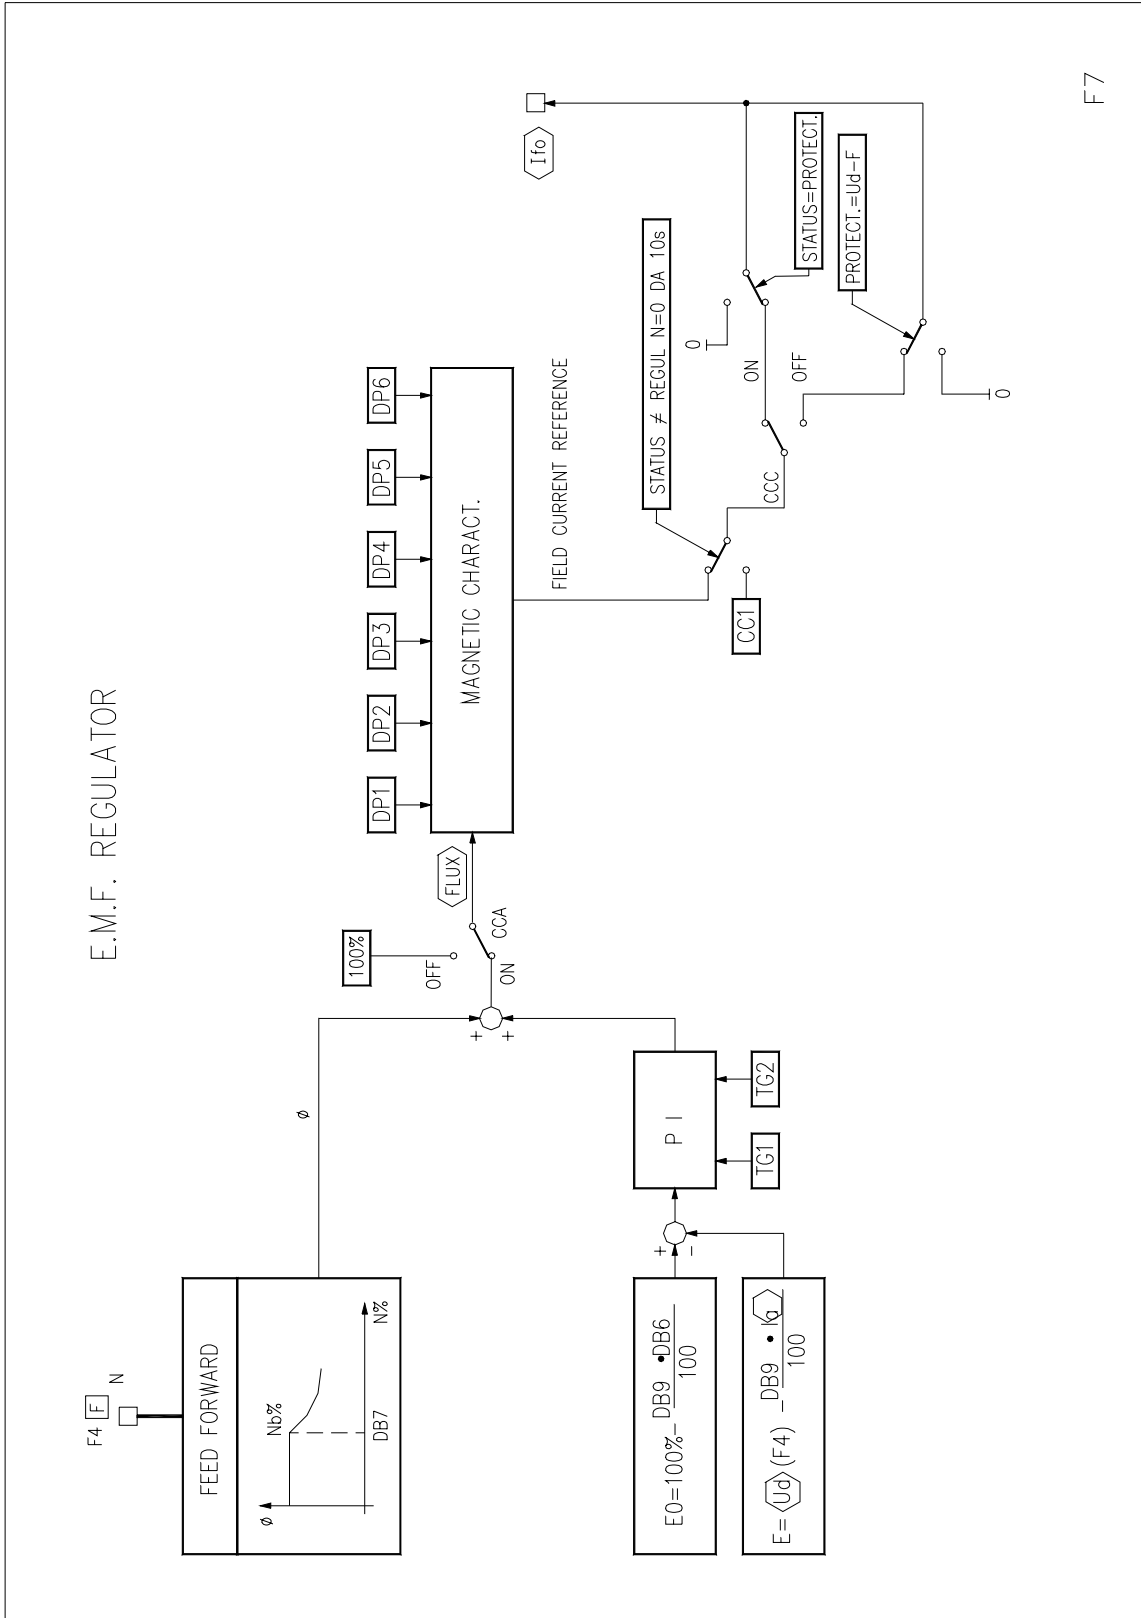 E.M.F. REGULATOR
F4 F N
FEED FORWARD
ø
Nb%
DB7
N%
ø
E0=100%- DB9 •DB6
100
E= Ud (F4) - DB9 • Ia
100
+
-
P I
TG1
TG2
+
+
100%
OFF
ON
CCA
FLUX
DP1
DP2
DP3
DP4
DP5
DP6
MAGNETIC CHARACT.
FIELD CURRENT REFERENCE
CC1
STATUS ≠ REGUL N=0 DA 10s
CCC
ON
OFF
0
0
STATUS=PROTECT.
PROTECT.=Ud-F
Ifo
F7